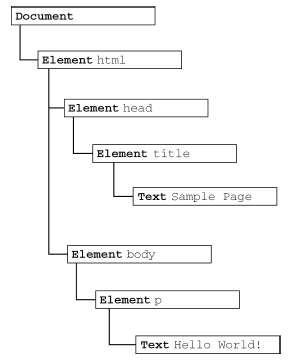 Document
Element html
Element head
Element title
Text Sample Page
Element body
Element p
Text Hello World!